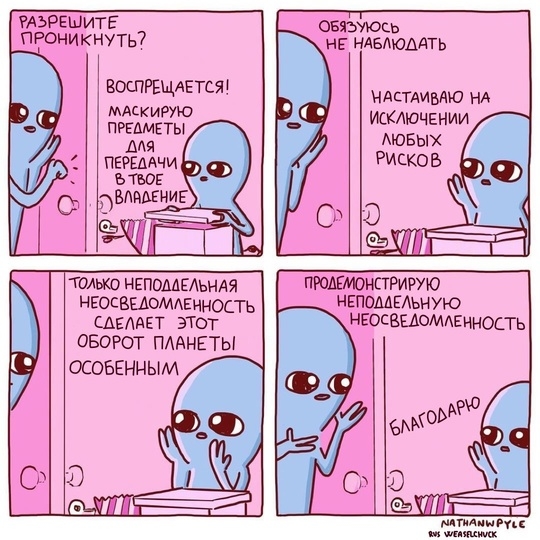 РАЗРЕШИТЕ
ПРОНИКНУТЬ?
ВОСПРЕЩАЕТСЯ!
МАСКИРУЮ
ПРЕДМЕТЫ
ДЛЯ
ПЕРЕДАЧИ
В ТВОЕ
ВЛАДЕНИЕ
ОБЯЗУЮСЬ
НЕ НАБЛЮДАТЬ
НАСТАИВАЮ НА
ИСКЛЮЧЕНИИ
ЛЮБЫХ
РИСКОВ
ТОЛЬКО НЕПОДДЕЛЬНАЯ
НЕОСВЕДОМЛЕННОСТЬ
СДЕЛАЕТ ЭТОТ
ОБОРОТ ПЛАНЕТЫ
ОСОБЕННЫМ
ПРОДЕМОНСТРИРУЮ
НЕПОДДЕЛЬНУЮ
НЕОСВЕДОМЛЕННОСТЬ
БЛАГОДАРЮ
NATHANWPYLE
RUS WEASELCHUCK